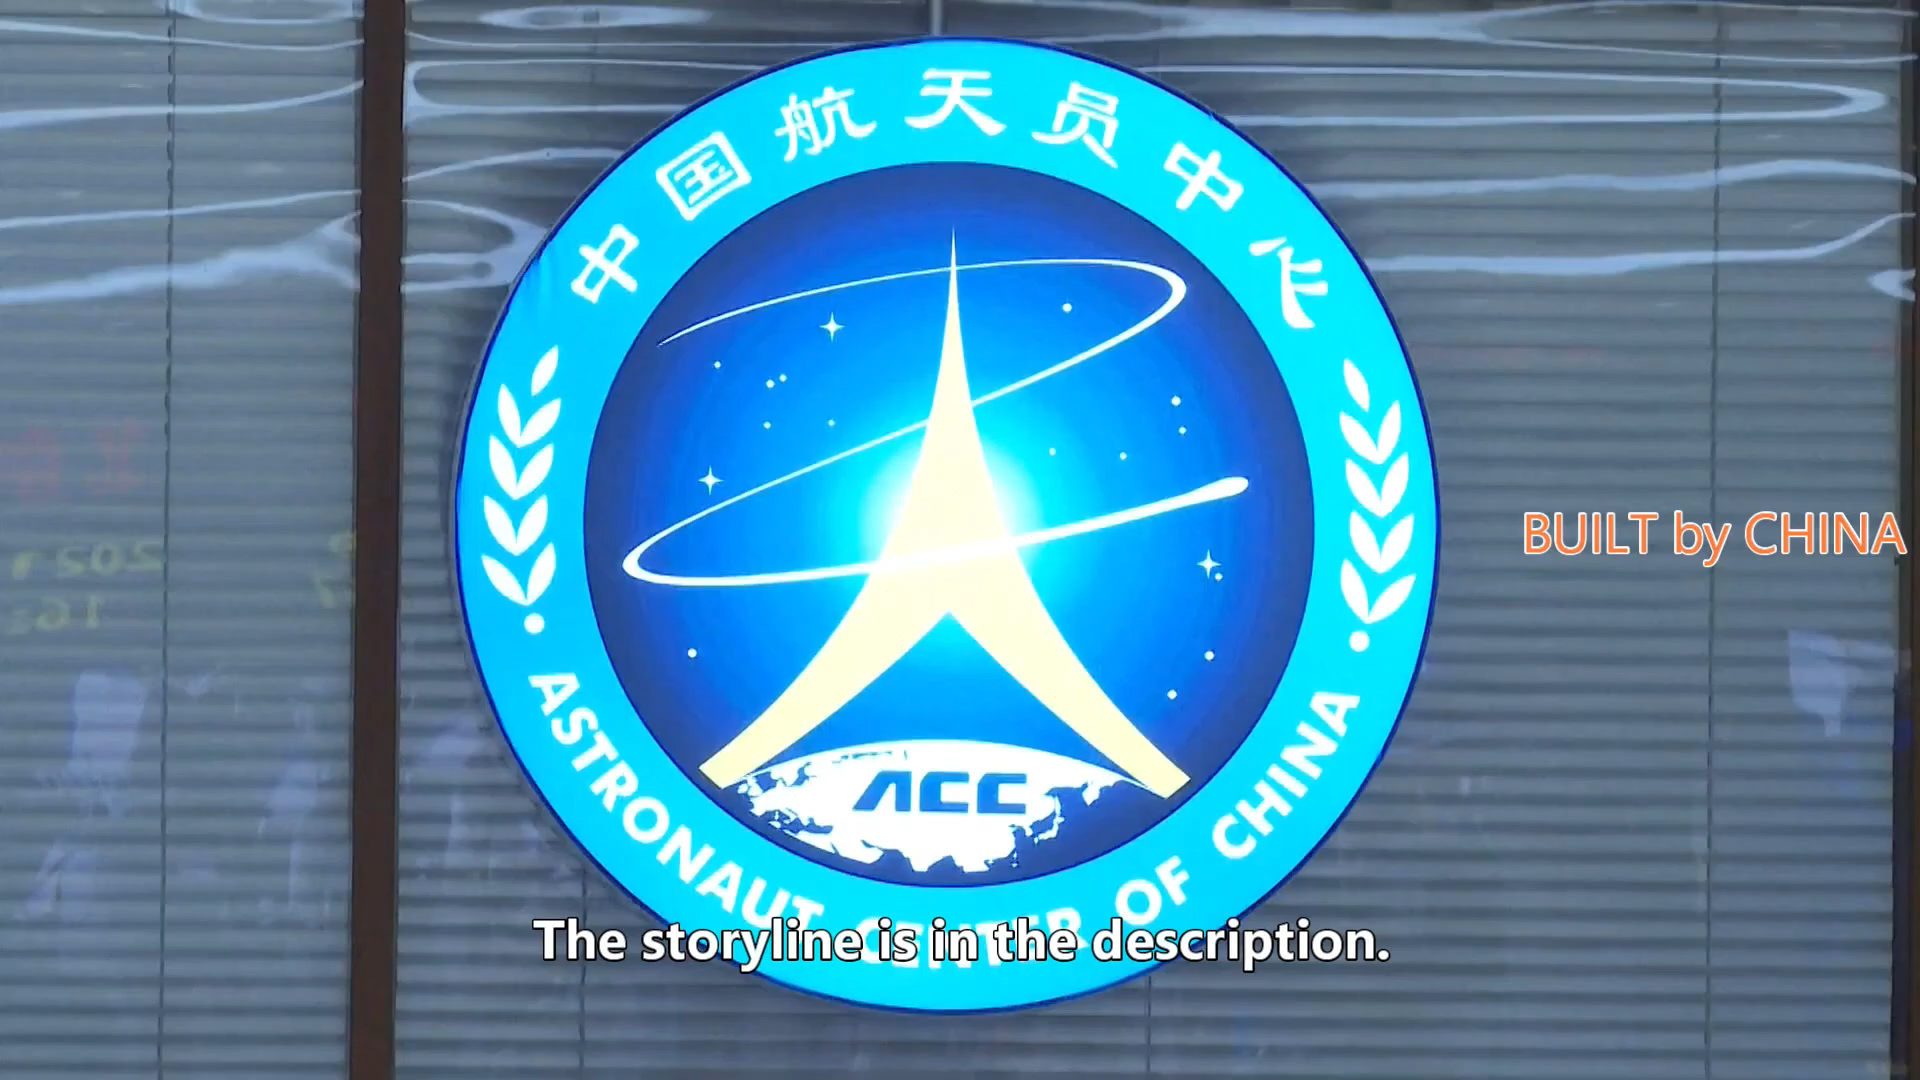 中国航天员中心
BUILT by CHINA
ACC
ASTRONAUT CENTER OF CHINA
The storyline is in the description.